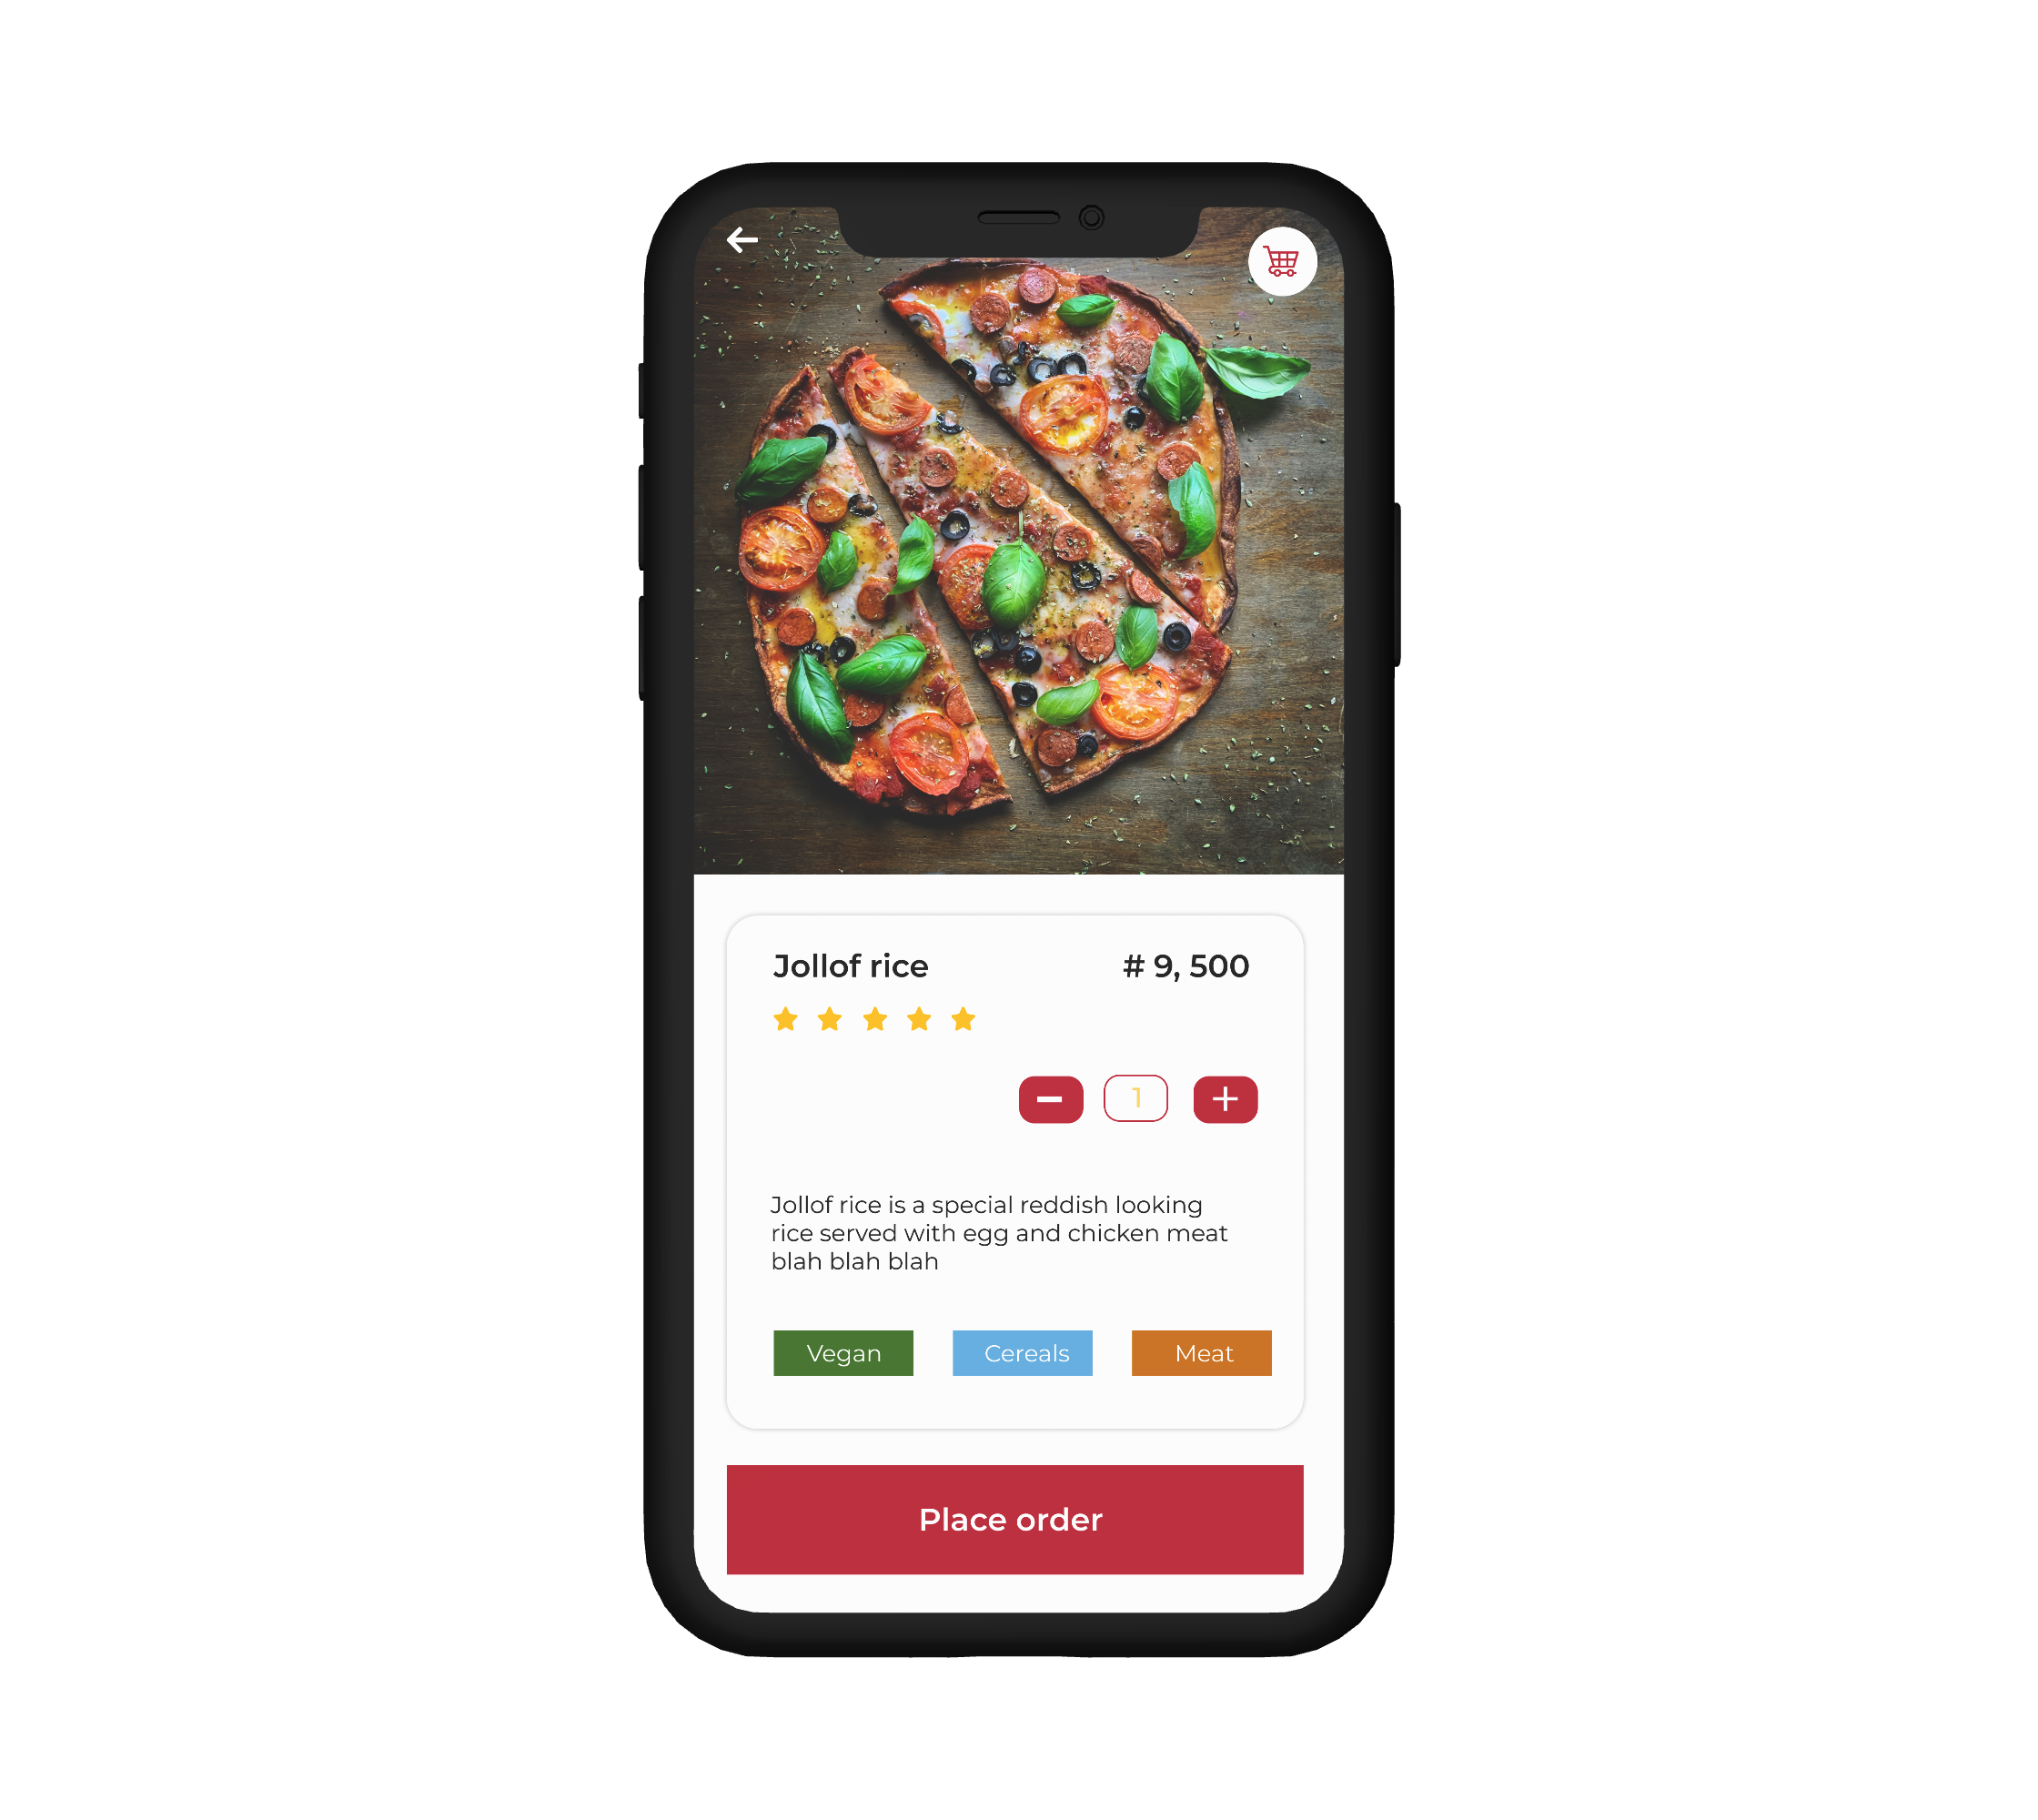 Jollof rice
# 9, 500
1
Jollof rice is a special reddish looking
rice served with egg and chicken meat
blah blah blah
Vegan
Cereals
Meat
Place order